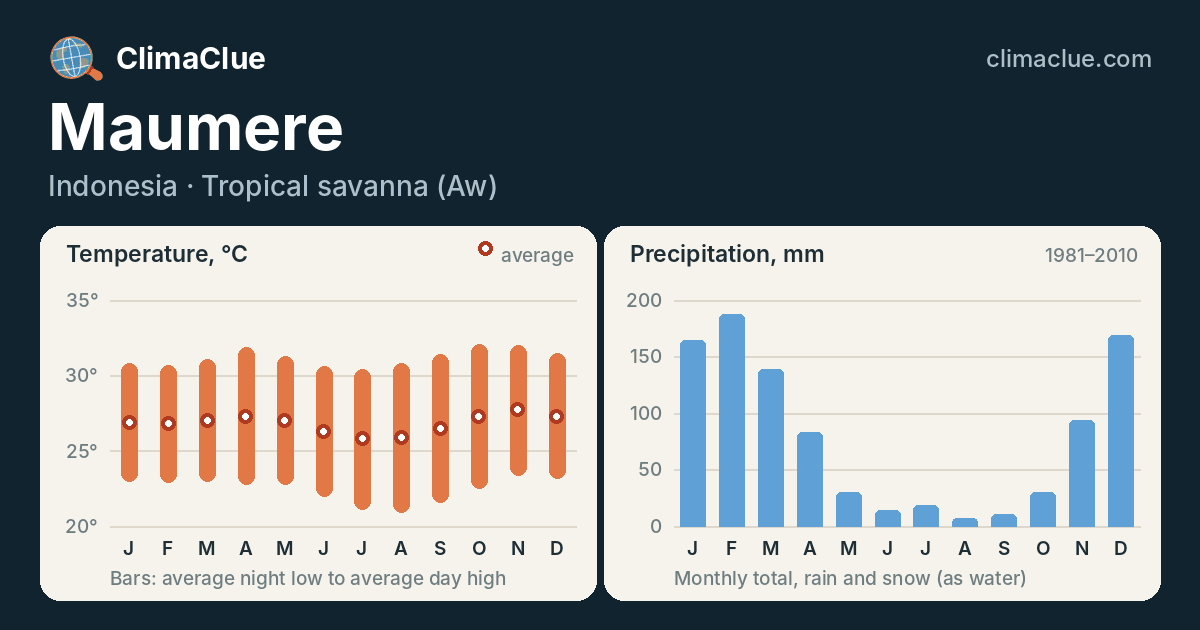 ClimaClue
climaclue.com
Maumere
Indonesia · Tropical savanna (Aw)
Temperature, °C
average
35°
30°
25°
20°
J F M A M J J A S O N D
Bars: average night low to average day high
Precipitation, mm
1981–2010
200
150
100
50
0
J F M A M J J A S O N D
Monthly total, rain and snow (as water)